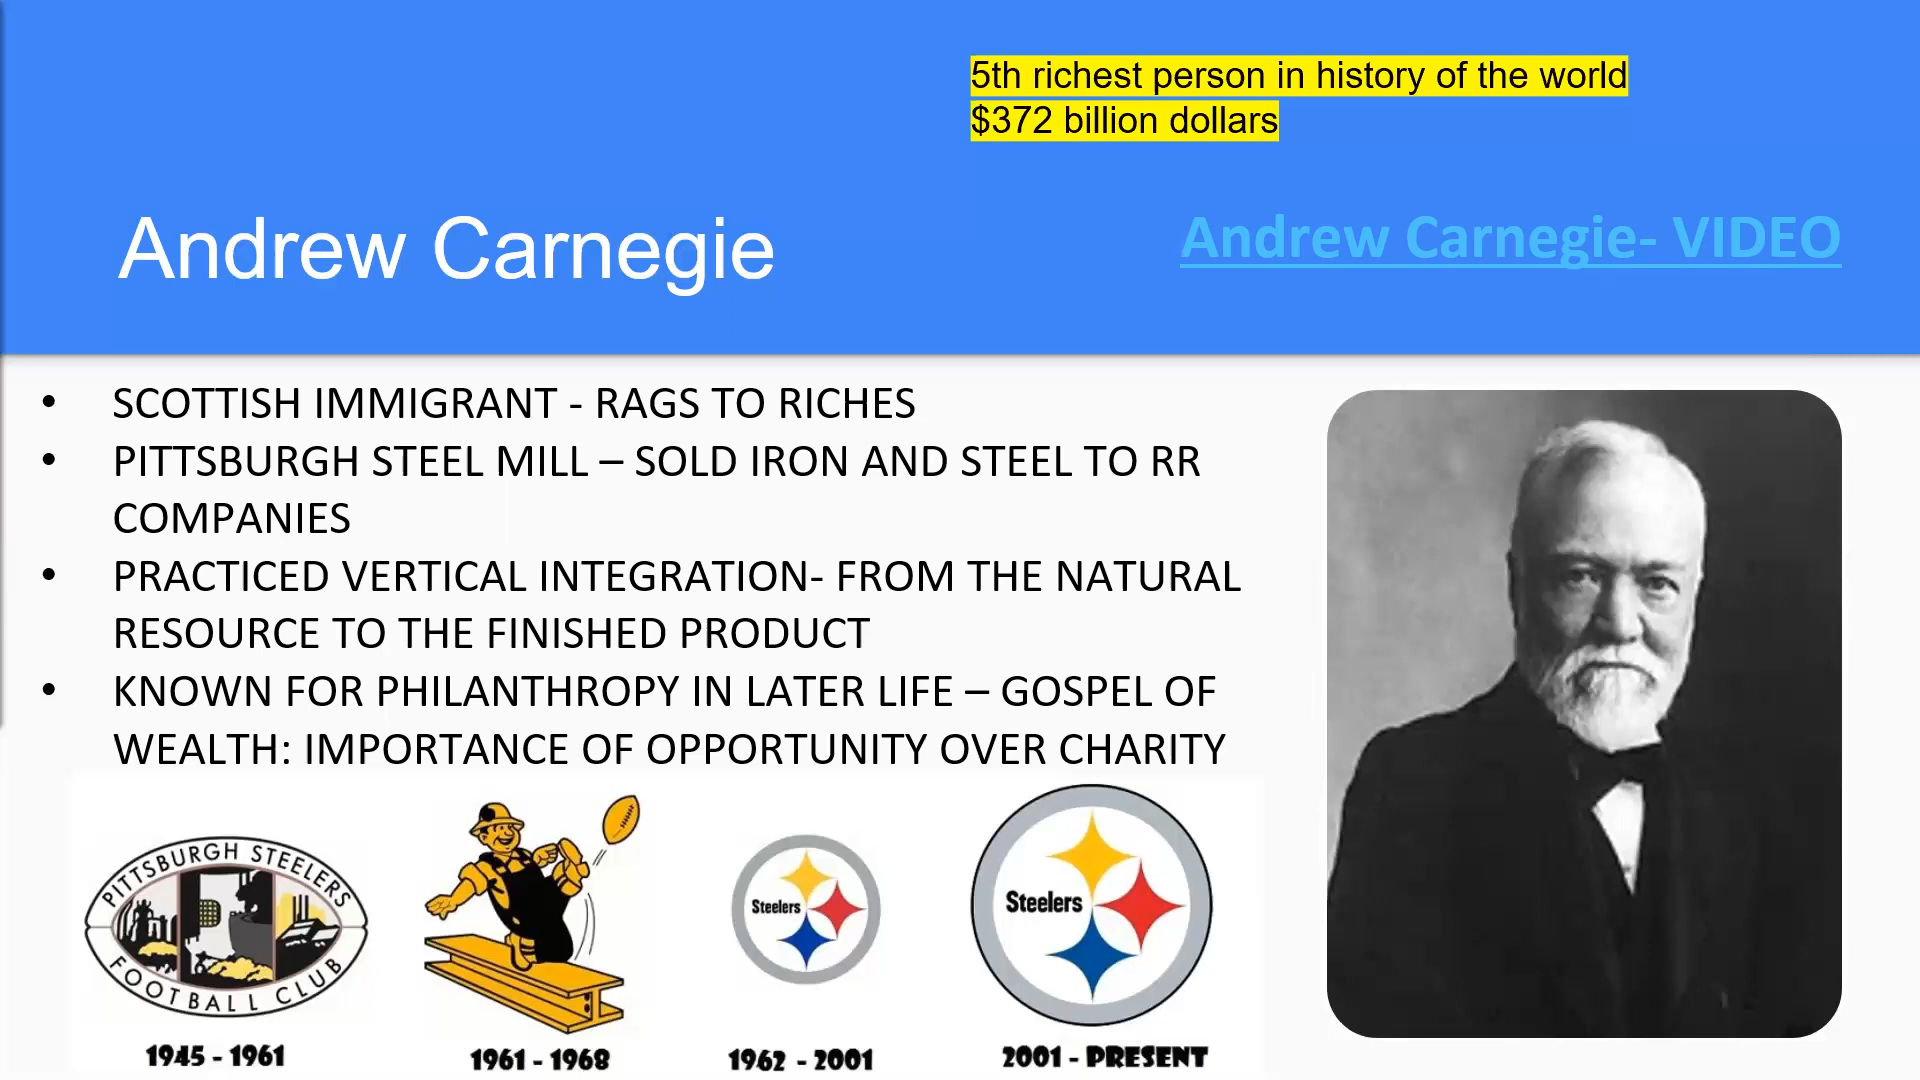 5th richest person in history of the world
$372 billion dollars
Andrew Carnegie
Andrew Carnegie- VIDEO
• SCOTTISH IMMIGRANT - RAGS TO RICHES
• PITTSBURGH STEEL MILL – SOLD IRON AND STEEL TO RR
COMPANIES
• PRACTICED VERTICAL INTEGRATION- FROM THE NATURAL
RESOURCE TO THE FINISHED PRODUCT
• KNOWN FOR PHILANTHROPY IN LATER LIFE – GOSPEL OF
WEALTH: IMPORTANCE OF OPPORTUNITY OVER CHARITY
PITTSBURGH STEELERS
FOOTBALL CLUB
Steelers
Steelers
1945 - 1961
1961 - 1968
1962 - 2001
2001 - PRESENT